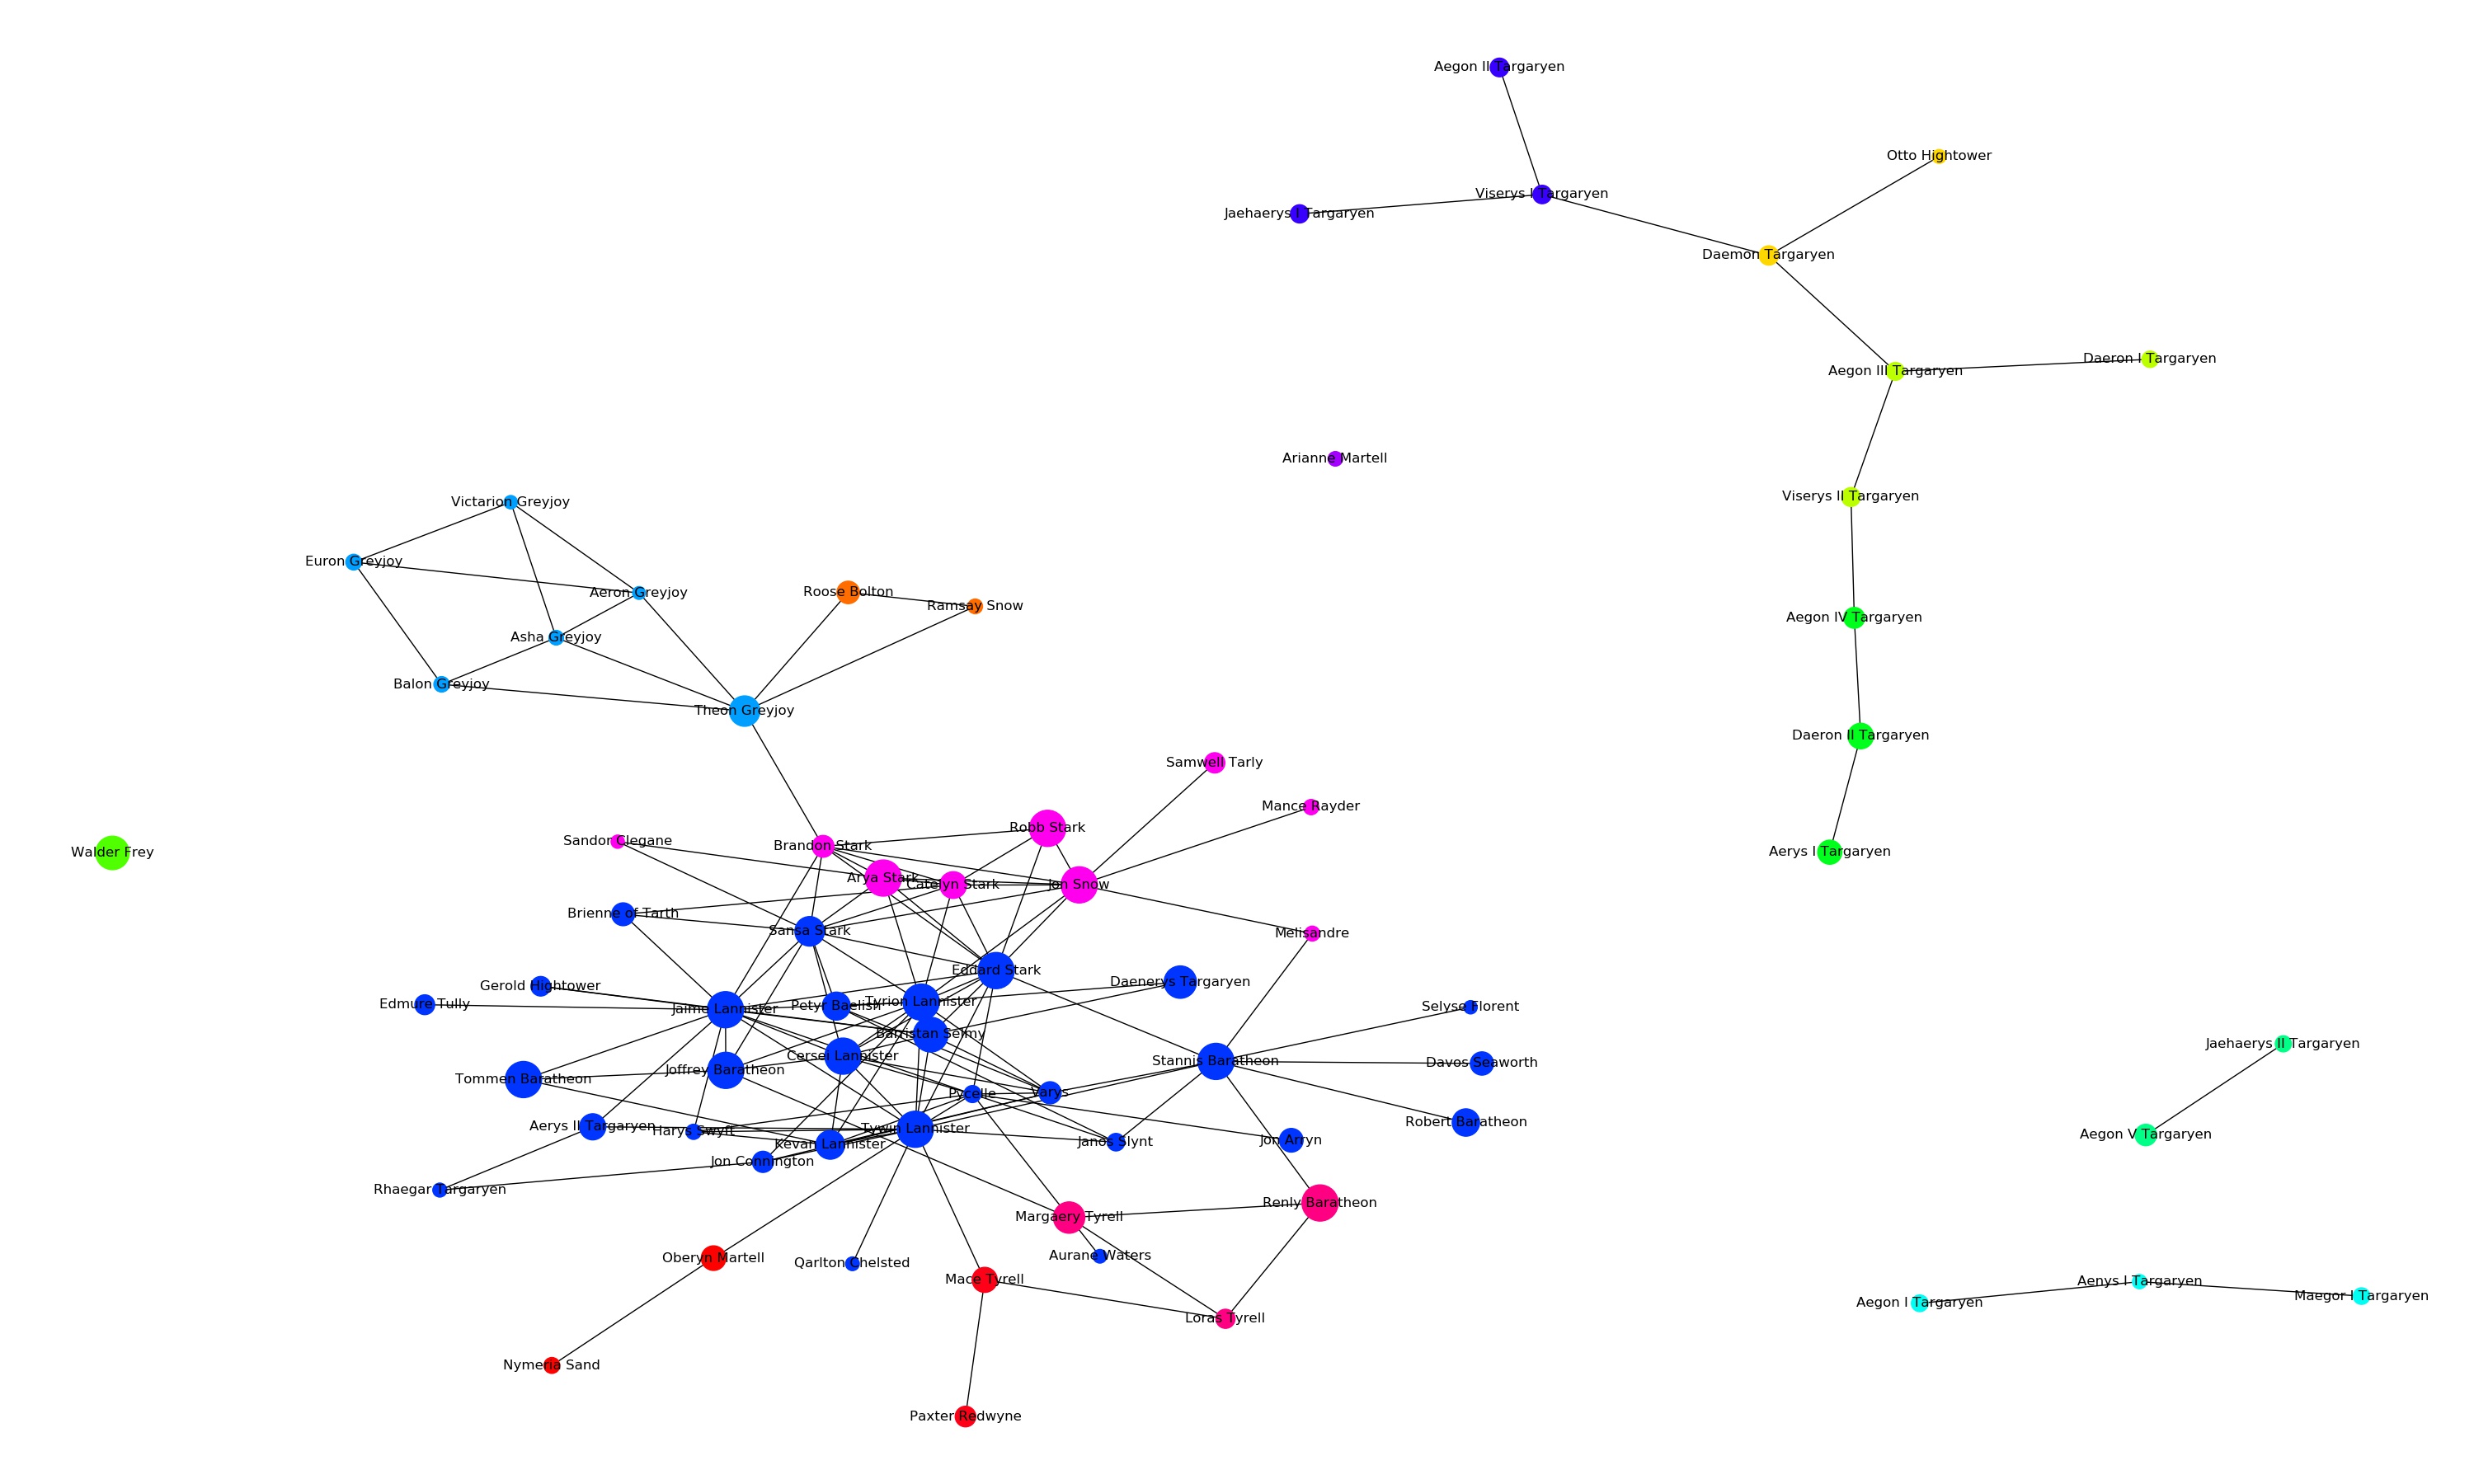 Aegon II Targaryen
Otto Hightower
Viserys I Targaryen
Jaehaerys I Targaryen
Daemon Targaryen
Daeron I Targaryen
Aegon III Targaryen
Arianne Martell
Viserys II Targaryen
Victarion Greyjoy
Euron Greyjoy
Roose Bolton
Aeron Greyjoy
Ramsay Snow
Aegon IV Targaryen
Asha Greyjoy
Balon Greyjoy
Theon Greyjoy
Daeron II Targaryen
Samwell Tarly
Mance Rayder
Robb Stark
Sandor Clegane
Brandon Stark
Walder Frey
Aerys I Targaryen
Arya Stark
Catelyn Stark
Jon Snow
Brienne of Tarth
Sansa Stark
Melisandre
Eddard Stark
Daenerys Targaryen
Gerold Hightower
Edmure Tully
Jaime Lannister
Petyr Baelish
Tyrion Lannister
Selyse Florent
Barristan Selmy
Jaehaerys II Targaryen
Cersei Lannister
Stannis Baratheon
Davos Seaworth
Joffrey Baratheon
Tommen Baratheon
Pycelle
Varys
Robert Baratheon
Aerys II Targaryen
Harys Swyft
Tywin Lannister
Aegon V Targaryen
Kevan Lannister
Janos Slynt
Jon Arryn
Jon Connington
Rhaegar Targaryen
Renly Baratheon
Margaery Tyrell
Aurane Waters
Oberyn Martell
Qarlton Chelsted
Mace Tyrell
Aenys I Targaryen
Maegor I Targaryen
Aegon I Targaryen
Loras Tyrell
Nymeria Sand
Paxter Redwyne